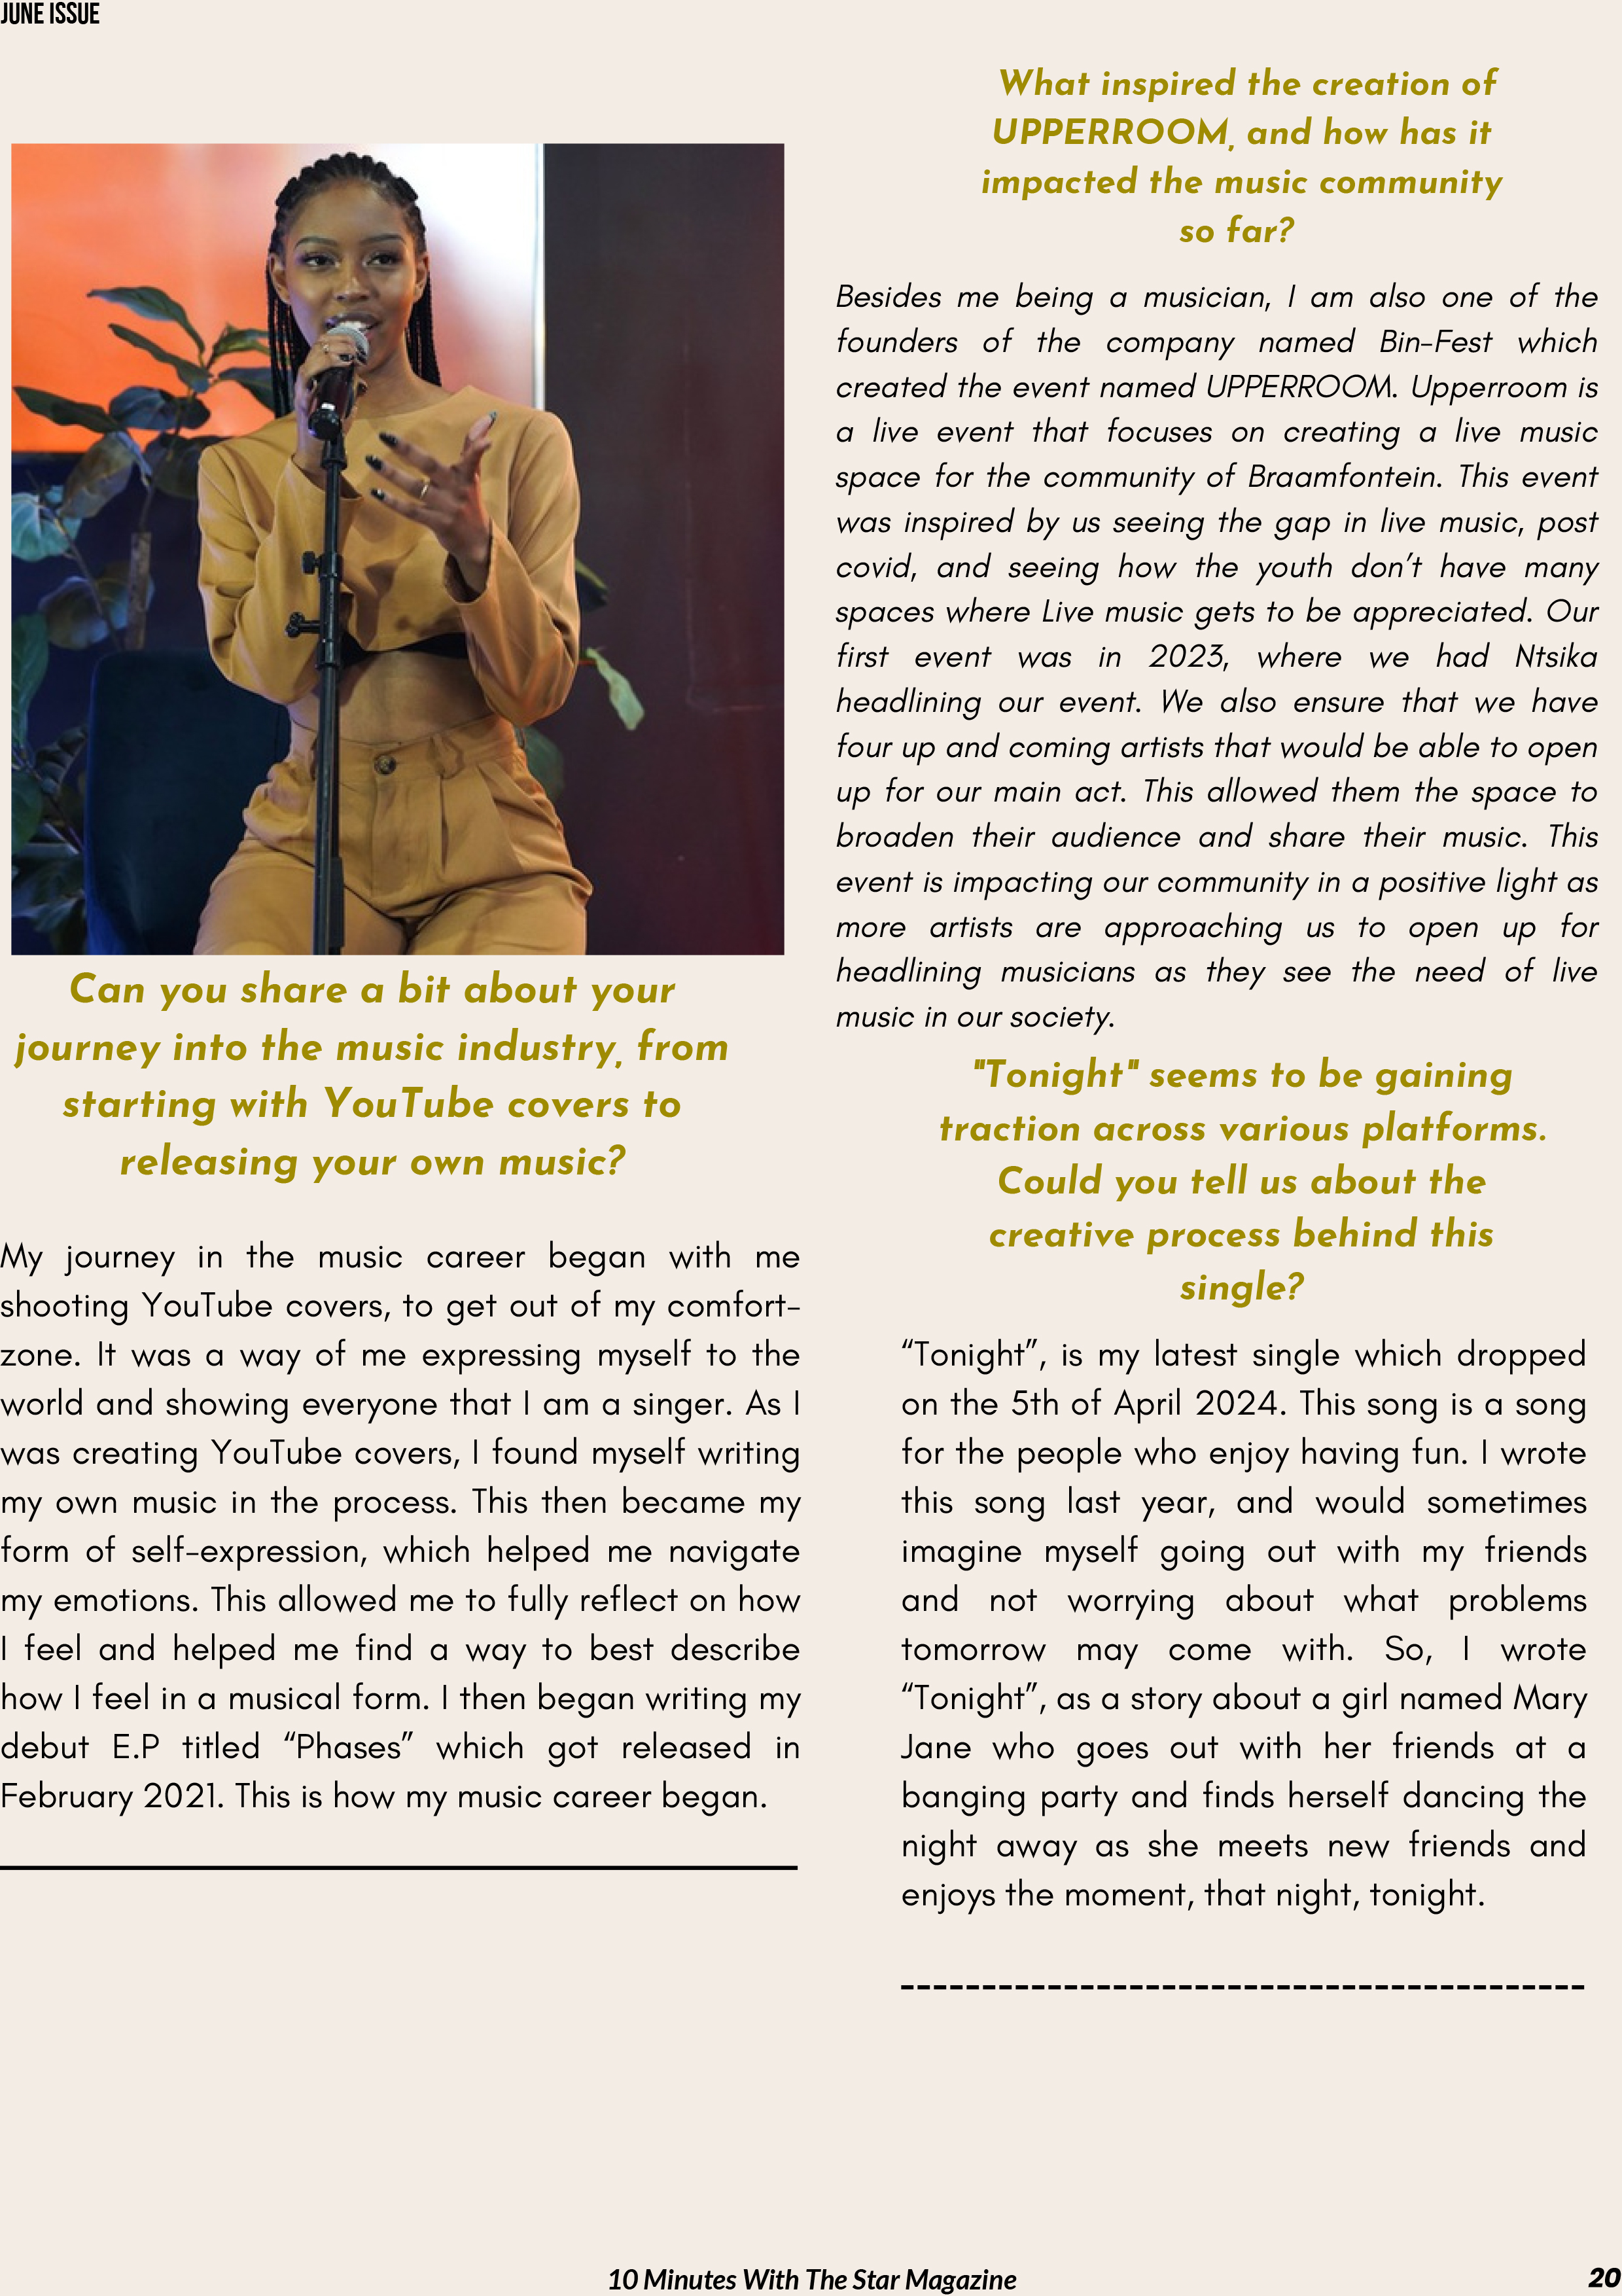 JUNE ISSUE
Can you share a bit about your
journey into the music industry, from
starting with YouTube covers to
releasing your own music?
My journey in the music career began with me
shooting YouTube covers, to get out of my comfort-
zone. It was a way of me expressing myself to the
world and showing everyone that I am a singer. As I
was creating YouTube covers, I found myself writing
my own music in the process. This then became my
form of self-expression, which helped me navigate
my emotions. This allowed me to fully reflect on how
I feel and helped me find a way to best describe
how I feel in a musical form. I then began writing my
debut E.P titled “Phases” which got released in
February 2021. This is how my music career began.
What inspired the creation of
UPPERROOM, and how has it
impacted the music community
so far?
Besides me being a musician, I am also one of the
founders of the company named Bin-Fest which
created the event named UPPERROOM. Upperroom is
a live event that focuses on creating a live music
space for the community of Braamfontein. This event
was inspired by us seeing the gap in live music, post
covid, and seeing how the youth don’t have many
spaces where Live music gets to be appreciated. Our
first event was in 2023, where we had Ntsika
headlining our event. We also ensure that we have
four up and coming artists that would be able to open
up for our main act. This allowed them the space to
broaden their audience and share their music. This
event is impacting our community in a positive light as
more artists are approaching us to open up for
headlining musicians as they see the need of live
music in our society.
"Tonight" seems to be gaining
traction across various platforms.
Could you tell us about the
creative process behind this
single?
“Tonight”, is my latest single which dropped
on the 5th of April 2024. This song is a song
for the people who enjoy having fun. I wrote
this song last year, and would sometimes
imagine myself going out with my friends
and not worrying about what problems
tomorrow may come with. So, I wrote
“Tonight”, as a story about a girl named Mary
Jane who goes out with her friends at a
banging party and finds herself dancing the
night away as she meets new friends and
enjoys the moment, that night, tonight.
10 Minutes With The Star Magazine
20